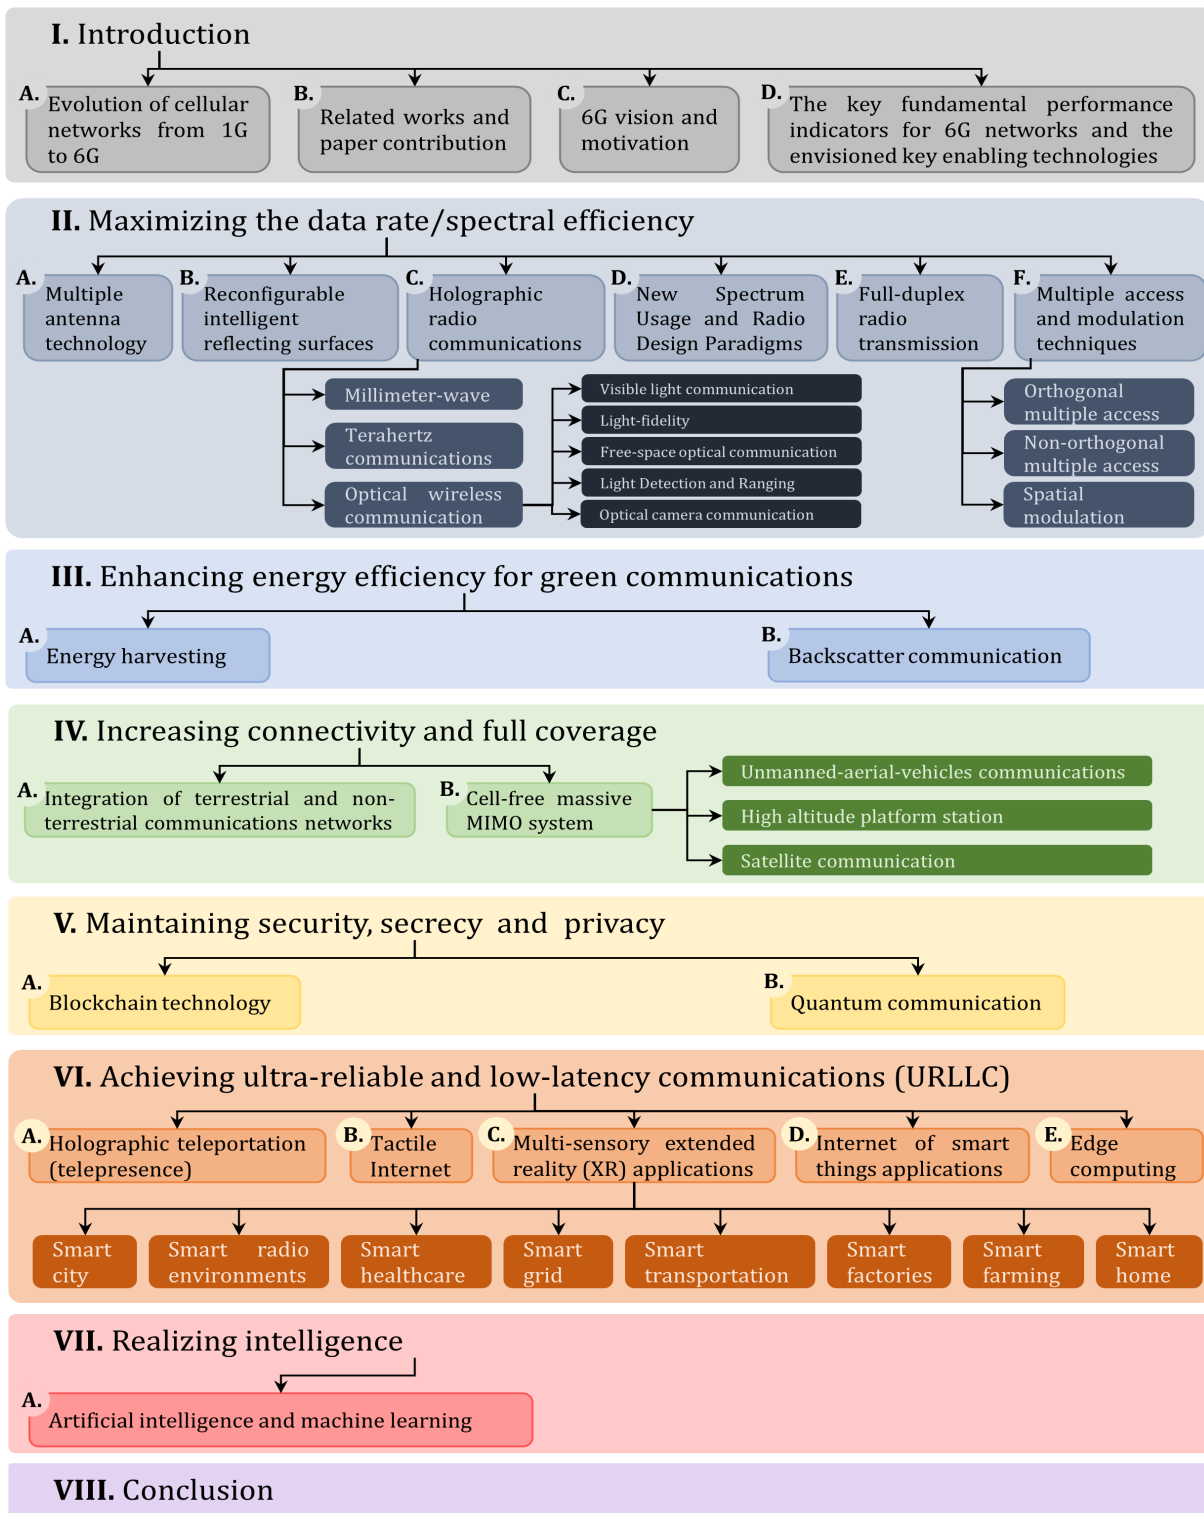 I. Introduction
A.
Evolution of cellular
networks from 1G
to 6G
B.
Related works and
paper contribution
C.
6G vision and
motivation
D.
The key fundamental performance
indicators for 6G networks and the
envisioned key enabling technologies
II. Maximizing the data rate/spectral efficiency
A.
Multiple
antenna
technology
B.
Reconfigurable
intelligent
reflecting surfaces
C.
Holographic
radio
communications
D.
New Spectrum
Usage and Radio
Design Paradigms
E.
Full-duplex
radio
transmission
F.
Multiple access
and modulation
techniques
Millimeter-wave
Terahertz
communications
Optical wireless
communication
Visible light communication
Light-fidelity
Free-space optical communication
Light Detection and Ranging
Optical camera communication
Orthogonal
multiple access
Non-orthogonal
multiple access
Spatial
modulation
III. Enhancing energy efficiency for green communications
A.
Energy harvesting
B.
Backscatter communication
IV. Increasing connectivity and full coverage
A.
Integration of terrestrial and non-
terrestrial communications networks
B.
Cell-free massive
MIMO system
Unmanned-aerial-vehicles communications
High altitude platform station
Satellite communication
V. Maintaining security, secrecy and privacy
A.
Blockchain technology
B.
Quantum communication
VI. Achieving ultra-reliable and low-latency communications (URLLC)
A.
Holographic teleportation
(telepresence)
B.
Tactile
Internet
C.
Multi-sensory extended
reality (XR) applications
D.
Internet of smart
things applications
E.
Edge
computing
Smart
city
Smart radio
environments
Smart
healthcare
Smart
grid
Smart
transportation
Smart
factories
Smart
farming
Smart
home
VII. Realizing intelligence
A.
Artificial intelligence and machine learning
VIII. Conclusion